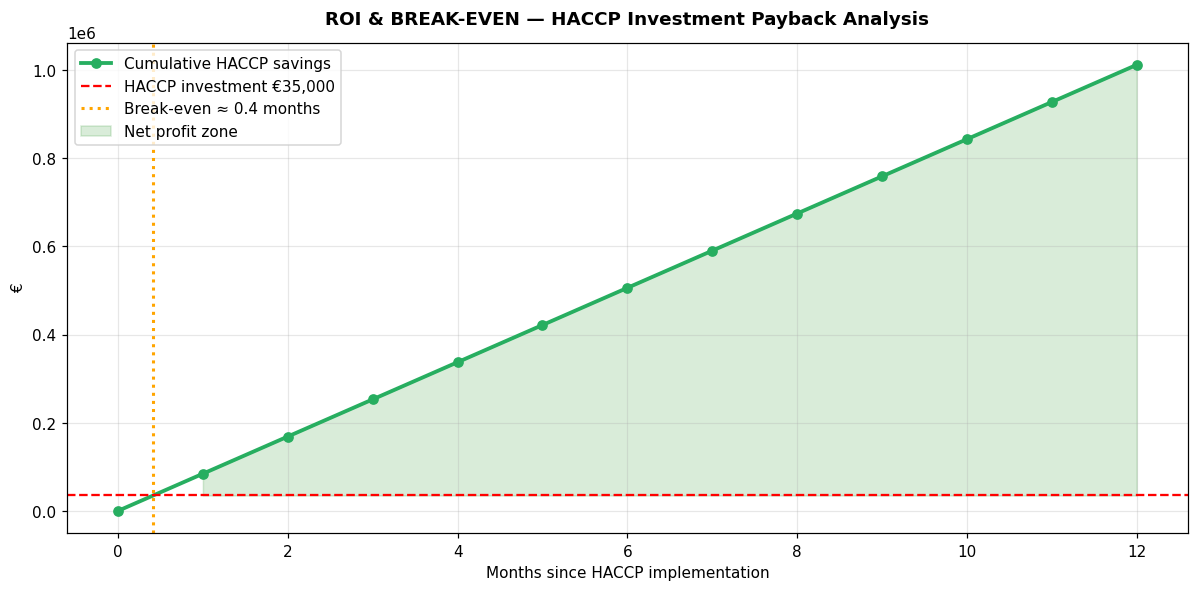 ROI & BREAK-EVEN — HACCP Investment Payback Analysis
1e6
Cumulative HACCP savings
HACCP investment €35,000
Break-even ≈ 0.4 months
Net profit zone
1.0
0.8
0.6
0.4
0.2
0.0
€
0 2 4 6 8 10 12
Months since HACCP implementation